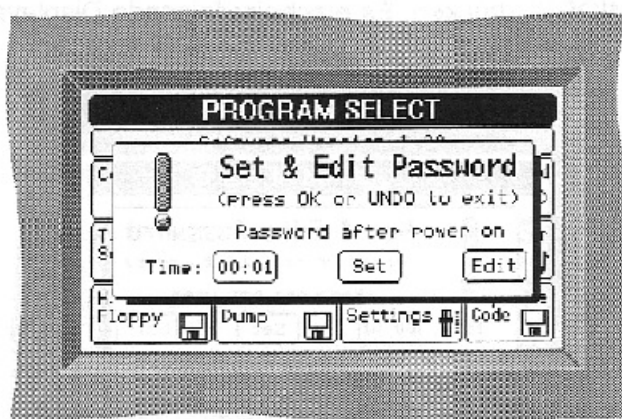 PROGRAM SELECT
Set & Edit Password
(press OK or UNDO to exit)
Password after power on
Time: 00:01 Set Edit
Floppy Dump Settings Code